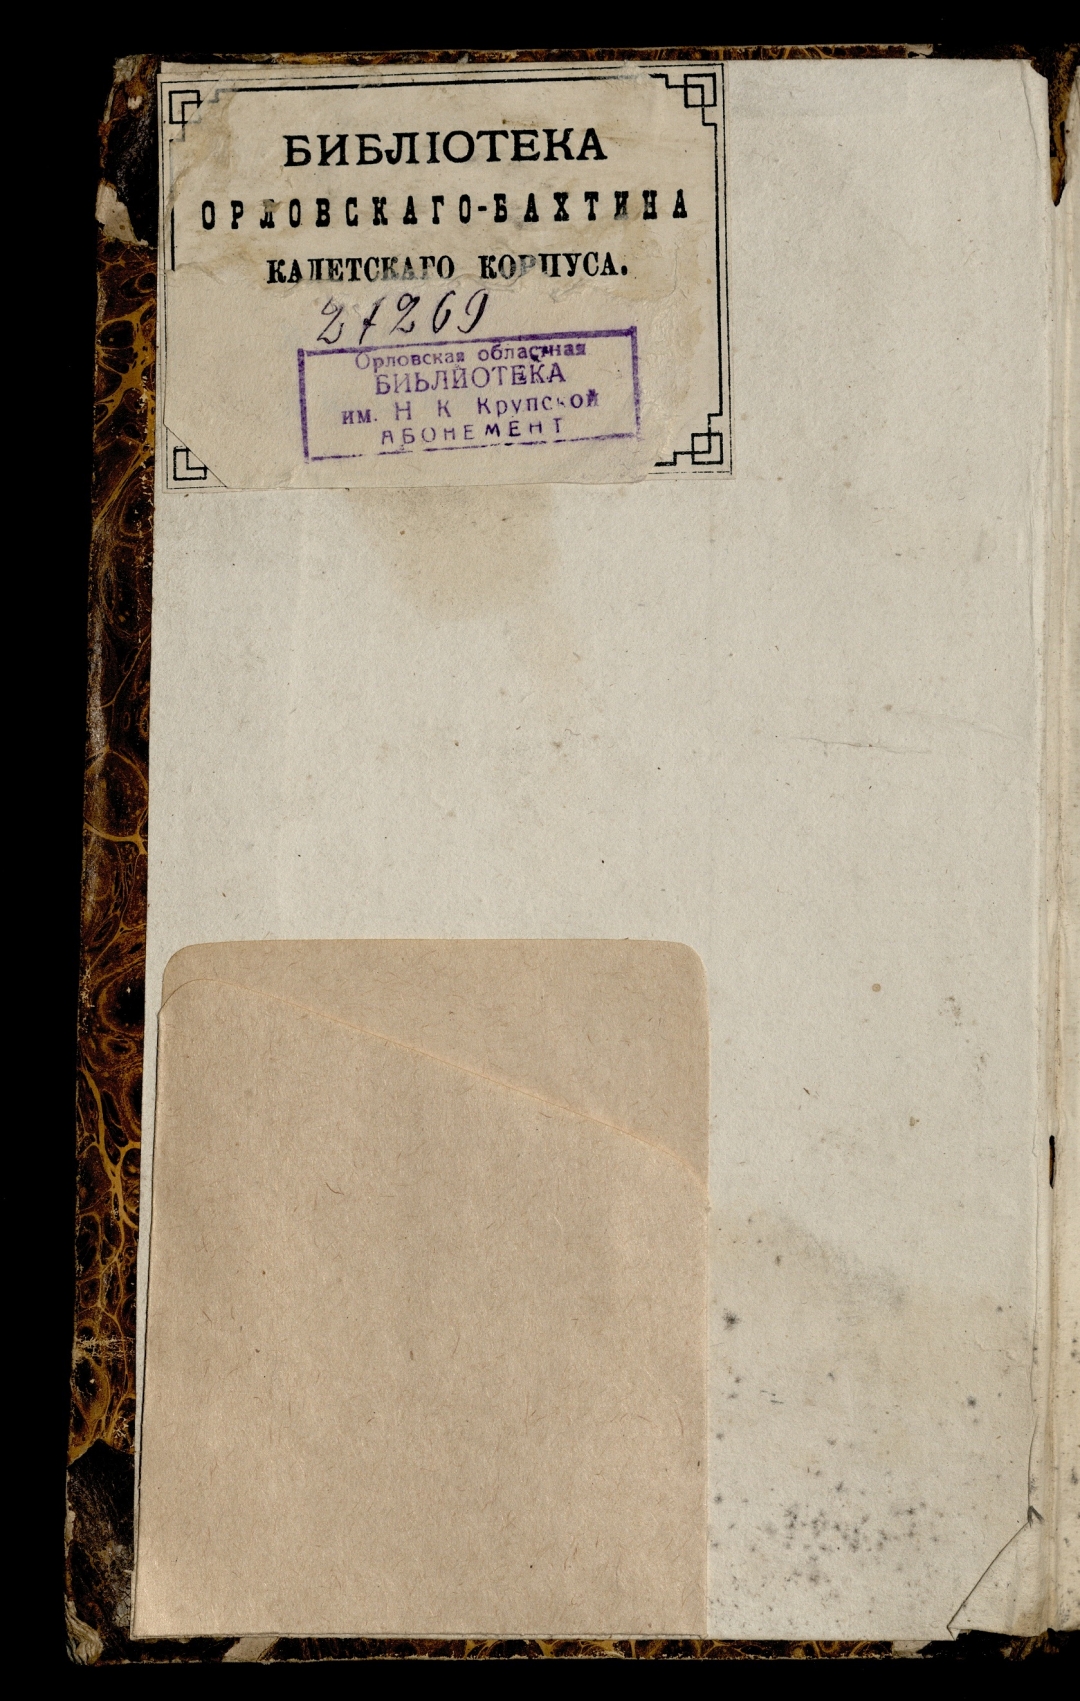 БИБЛІОТЕКА
ОРЛОВСКАГО-БАХТИНА
КАДЕТСКАГО КОРПУСА.
27269
Орловская областная
БИБЛИОТЕКА
им. Н К Крупской
АБОНЕМЕНТ